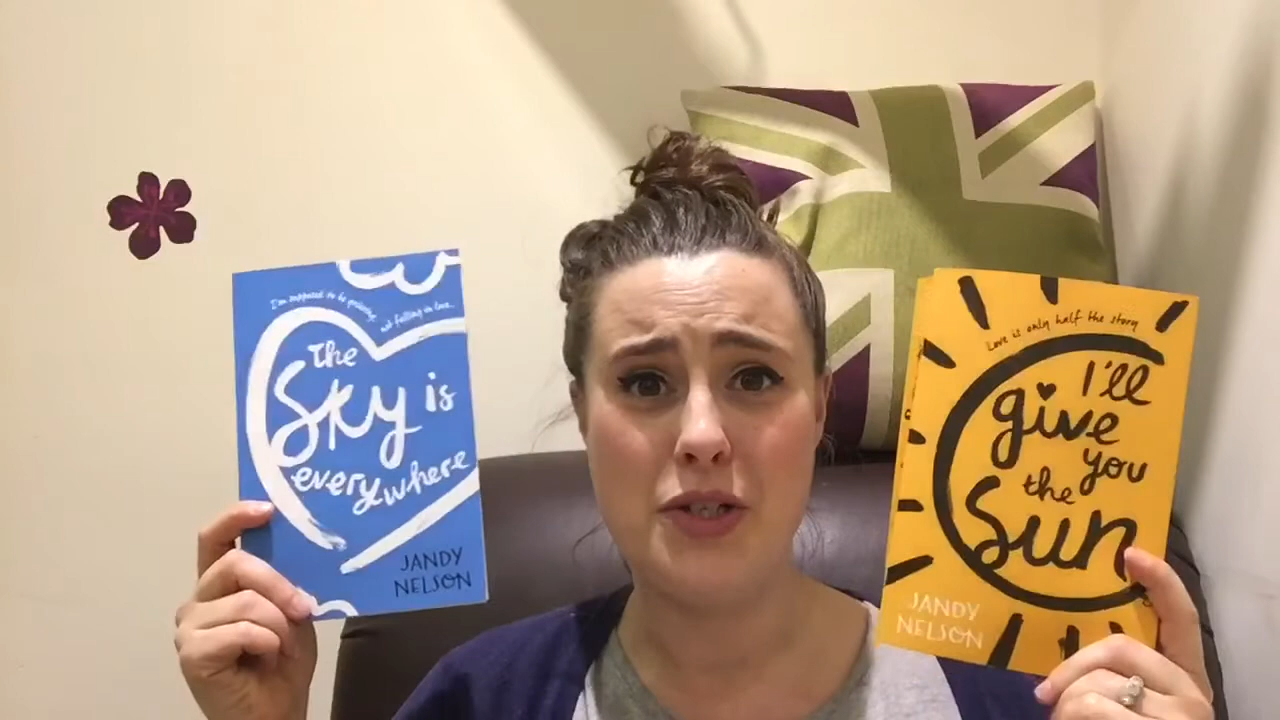 I'm supposed to be grieving,
not falling in love...
The
Sky is
everywhere
JANDY
NELSON
Love is only half the story
I'll
give
you
the
Sun
JANDY
NELSON